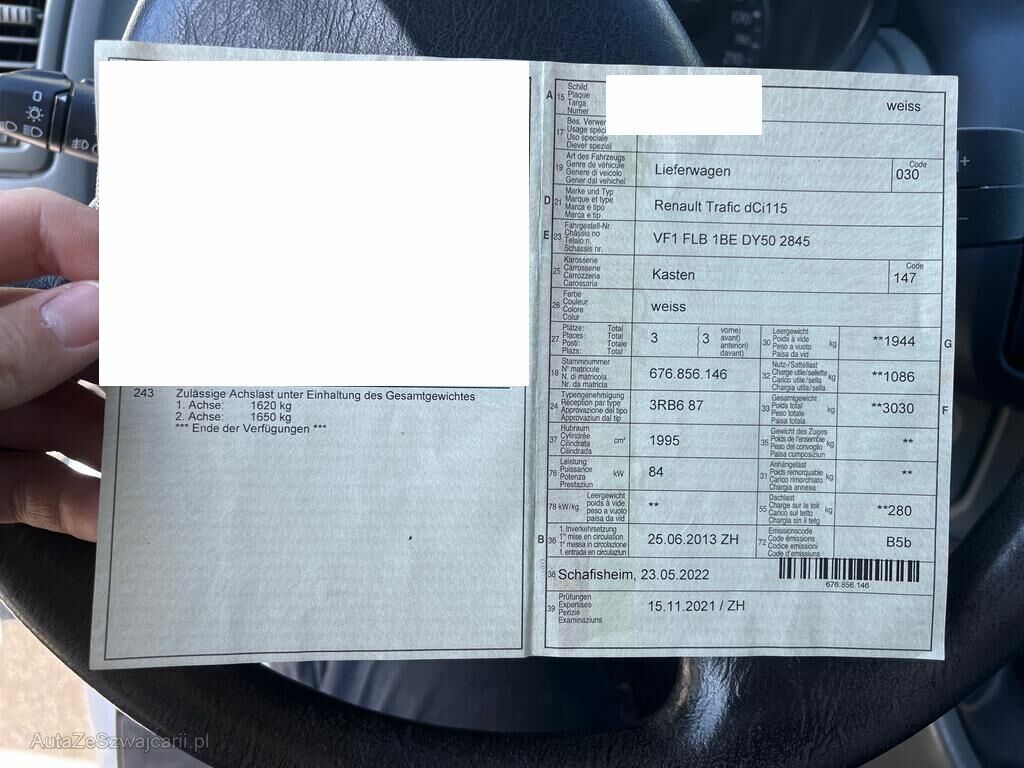 243 Zulässige Achslast unter Einhaltung des Gesamtgewichtes
1. Achse: 1620 kg
2. Achse: 1650 kg
*** Ende der Verfügungen ***
A 15 Schild
Plaque
Targa
Numer
weiss
17 Bes. Verwen
Usage spéci
Uso speciale
Diever spezial
19 Art des Fahrzeugs
Genre de véhicule
Genere di veicolo
Gener dal vehichel
Lieferwagen
Code
030
D 21 Marke und Typ
Marque et type
Marca e tipo
Marca e tip
Renault Trafic dCi115
E 23 Fahrgestell-Nr.
Châssis no
Telaio n.
Schassis nr.
VF1 FLB 1BE DY50 2845
25 Karosserie
Carrosserie
Carrozzeria
Carossaria
Kasten
Code
147
26 Farbe
Couleur
Colore
Colur
weiss
27 Plätze: Total
Places: Total
Posti: Totale
Plazs: Total
3
3
vorne)
avant)
anteriori)
davant)
30 Leergewicht
Poids à vide
Peso a vuoto
Paisa da vid
kg
**1944
G
18 Stammnummer
N° matricule
N. di matricola
Nr. da matricla
676.856.146
32 Nutz-/Sattellast
Charge utile/sellette
Carico utile/sella
Chargia utila/sella
kg
**1086
24 Typengenehmigung
Réception par type
Approvazione del tipo
Approvaziun dal tip
3RB6 87
33 Gesamtgewicht
Poids total
Peso totale
Paisa totala
kg
**3030
F
37 Hubraum
Cylindrée
Cilindrata
Cilindrada
cm³
1995
35 Gewicht des Zuges
Poids de l'ensemble
Peso del convoglio
Paisa cumposiziun
kg
**
76 Leistung
Puissance
Potenza
Prestaziun
kW
84
31 Anhängelast
Poids remorquable
Carico rimorchiato
Chargia annexa
kg
**
78 kW/kg
Leergewicht
poids à vide
peso a vuoto
paisa da vid
**
55 Dachlast
Charge sur le toit
Carico sul tetto
Chargia sin il tetg
kg
**280
B 36 1. Inverkehrsetzung
1re mise en circulation
1a messa in circolazione
1. entrada en circulaziun
25.06.2013 ZH
72 Emissionscode
Code émissions
Codice emissioni
Code d'emissiuns
B5b
38 Schafisheim, 23.05.2022
676.856.146
39 Prüfungen
Expertises
Perizie
Examinaziuns
15.11.2021 / ZH
AutaZeSzwajcarii.pl